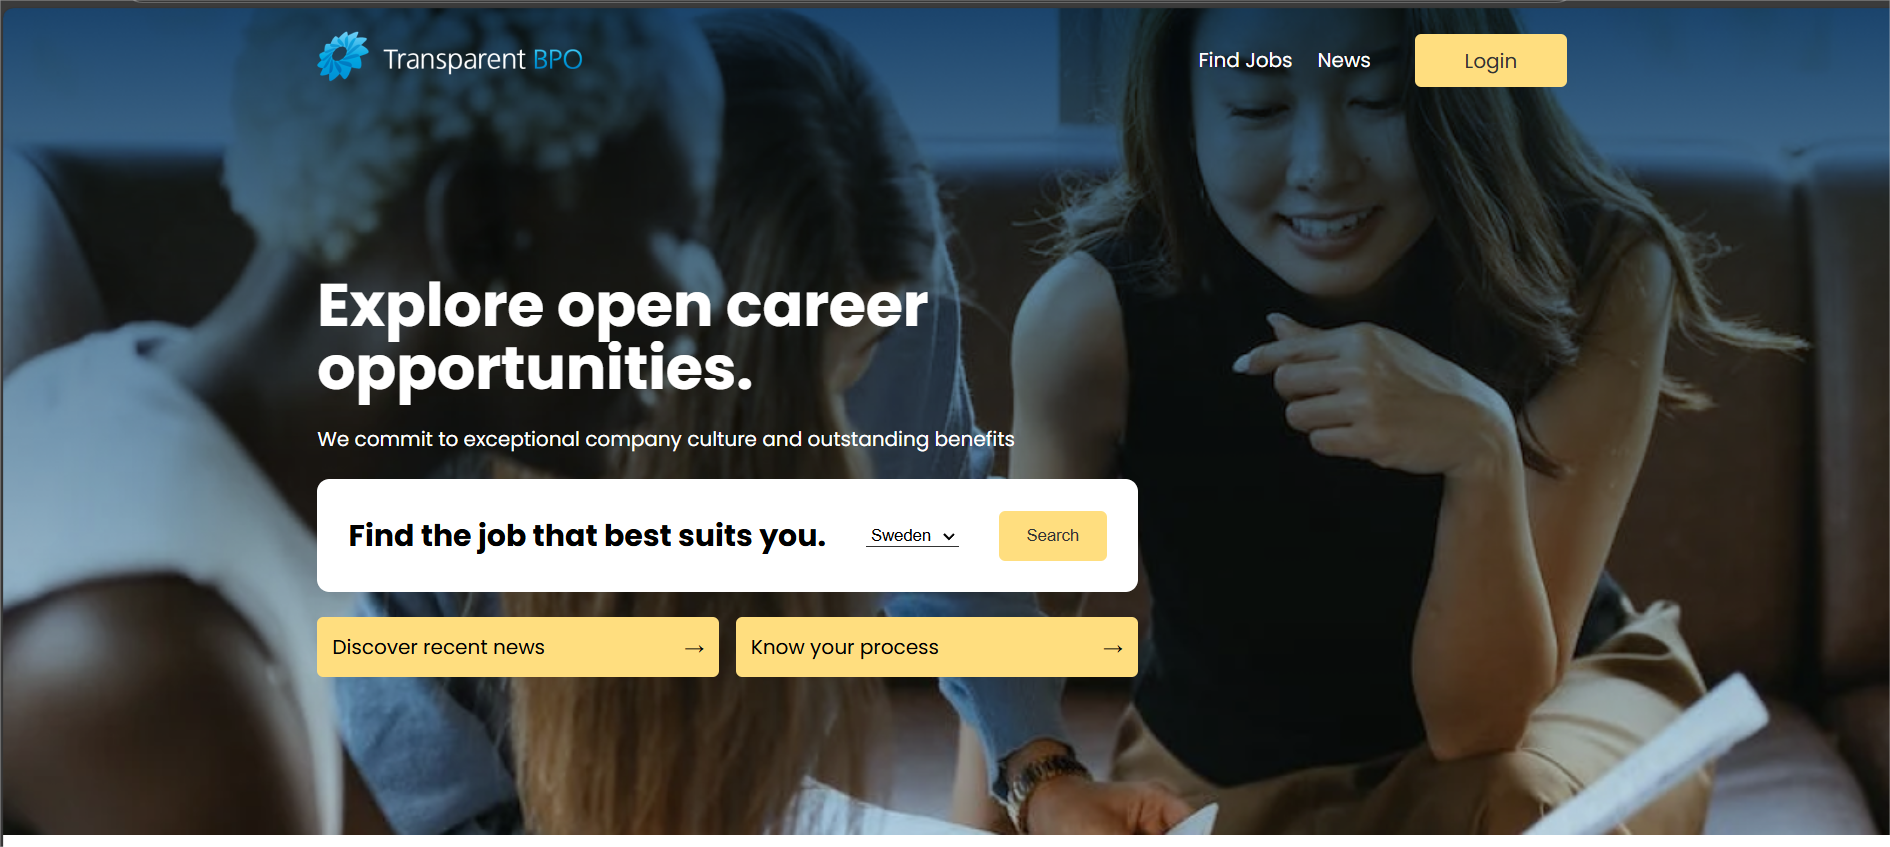 Transparent BPO
Find Jobs
News
Login
Explore open career
opportunities.
We commit to exceptional company culture and outstanding benefits
Find the job that best suits you.
Sweden
Search
Discover recent news →
Know your process →